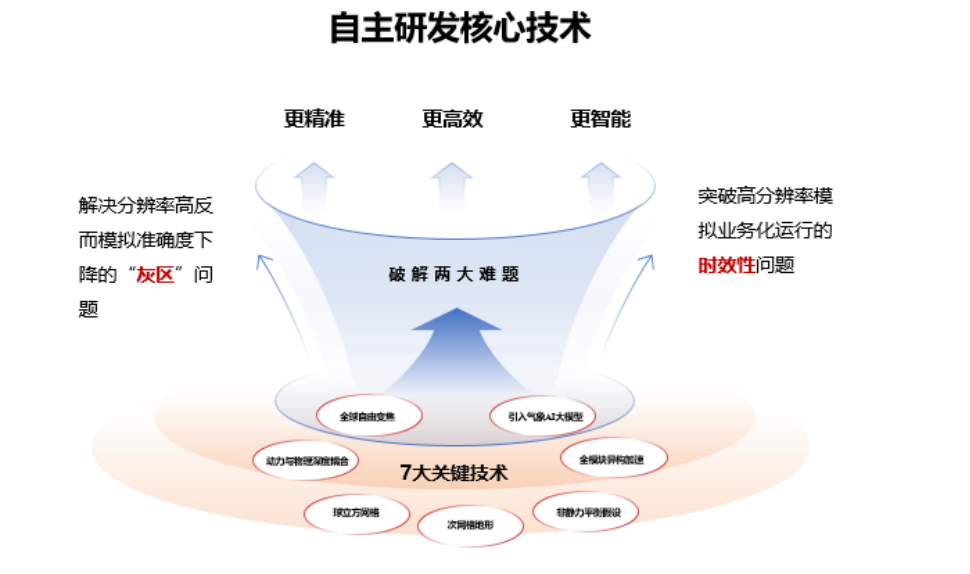 自主研发核心技术
更精准
更高效
更智能
解决分辨率高反
而模拟准确度下
降的“灰区”问
题
突破高分辨率模
拟业务化运行的
时效性问题
破解两大难题
全球自由变焦
引入气象AI大模型
动力与物理深度耦合
全模块异构加速
7大关键技术
球立方网格
次网格地形
非静力平衡假设